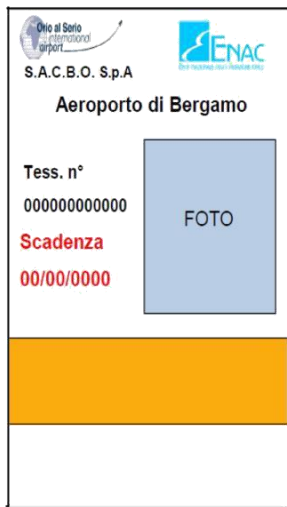 Orio al Serio
international
airport
ENAC
S.A.C.B.O. S.p.A
Aeroporto di Bergamo
Tess. n°
000000000000
FOTO
Scadenza
00/00/0000